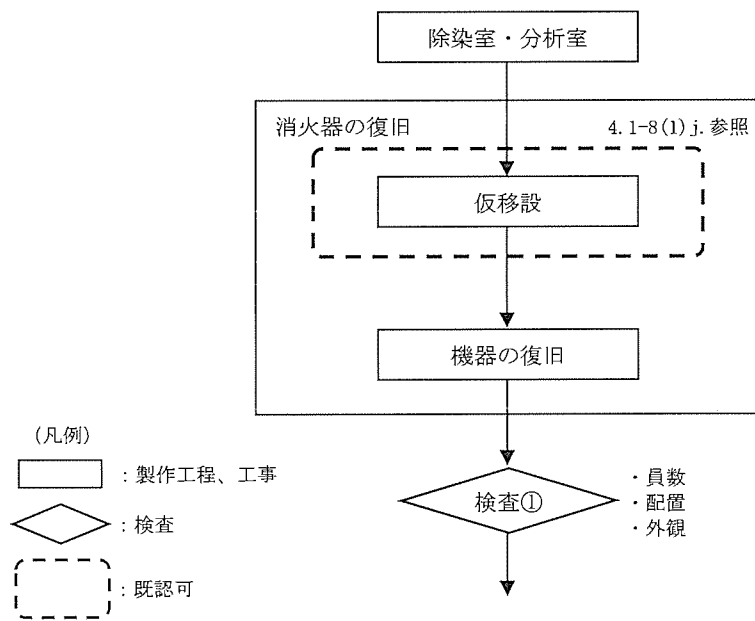 除染室・分析室
消火器の復旧
4.1-8(1)j.参照
仮移設
機器の復旧
検査①
・員数
・配置
・外観
(凡例)
：製作工程、工事
：検査
：既認可